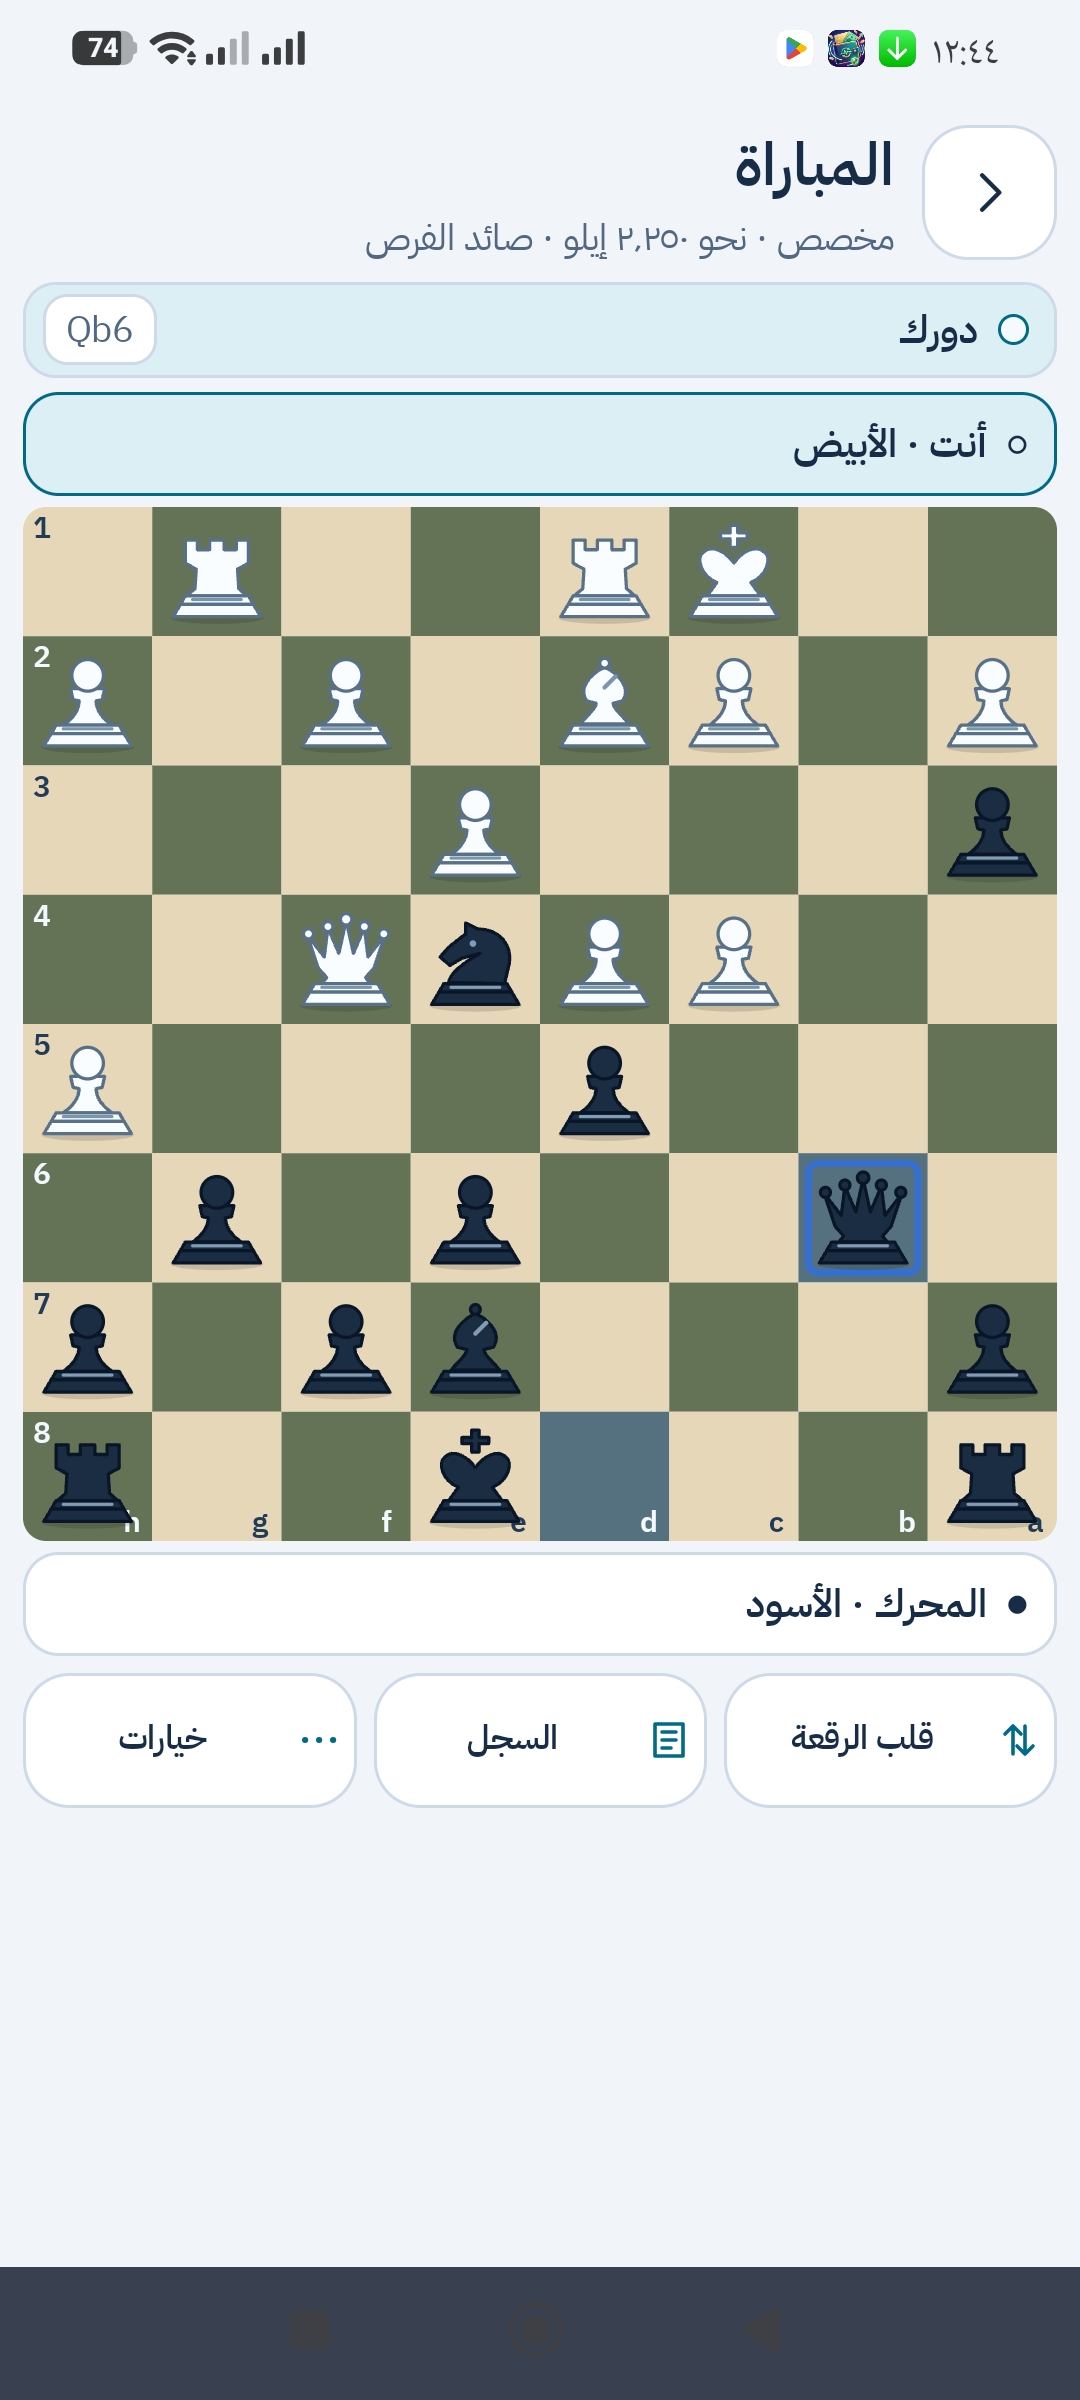 74
١٢:٤٤
المباراة
مخصص · نحو ٢,٢٥٠ إيلو · صائد الفرص
دورك
Qb6
أنت · الأبيض
1
2
3
4
5
6
7
8
h g f e d c b a
المحرك · الأسود
قلب الرقعة
السجل
خيارات